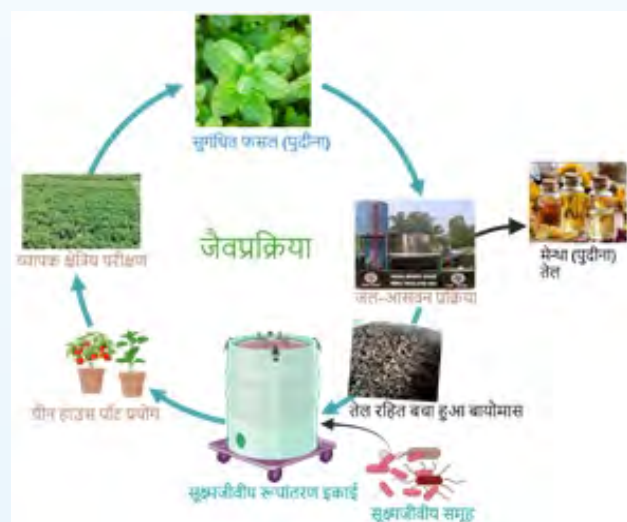 सुगंधित फसल (पुदीना)
व्यापक क्षेत्रिय परीक्षण
जैवप्रक्रिया
मेन्था (पुदीना)
तेल
जल-आसवन प्रक्रिया
ग्रीन हाउस पॉट प्रयोग
तेल रहित बचा हुआ बायोमास
सूक्ष्मजीवीय रूपांतरण इकाई
सूक्ष्मजीवीय समूह